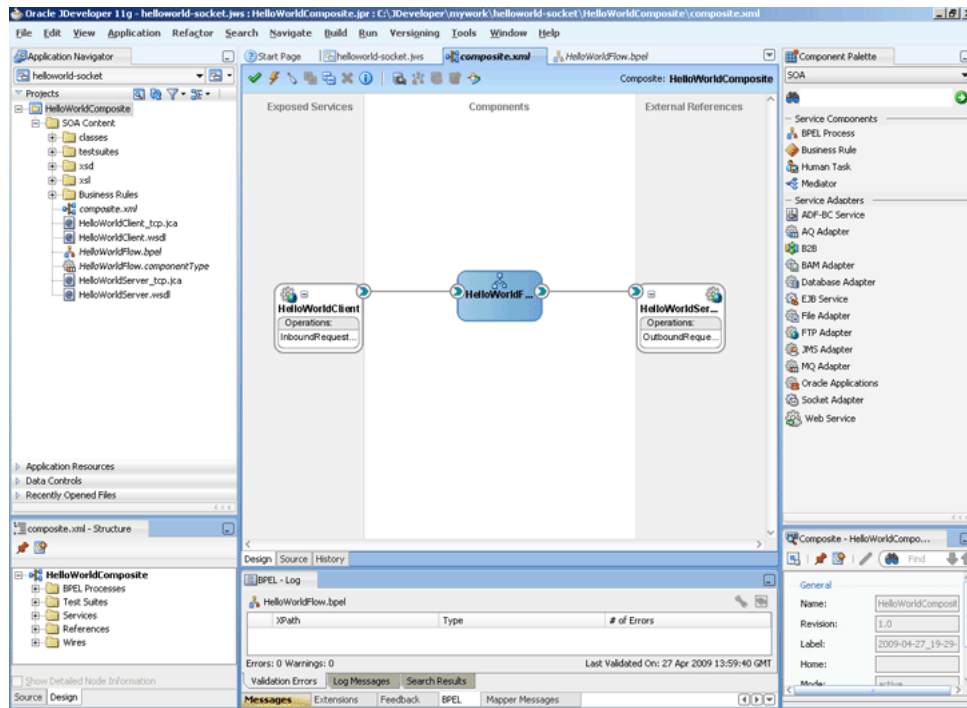 Oracle JDeveloper 11g - helloworld-socket.jws : HelloWorldComposite.jpr : E:\JDeveloper\mywork\helloworld-socket\HelloWorldComposite\composite.xml
File Edit View Application Refactor Search Navigate Build Run Versioning Tools Window Help
Application Navigator
helloworld-socket
Projects
HelloWorldComposite
SOA Content
classes
testsuites
xsd
xsl
Business Rules
composite.xml
HelloWorldClient_tcp.jca
HelloWorldClient.wsdl
HelloWorldFlow.bpel
HelloWorldFlow.componentType
HelloWorldServer_tcp.jca
HelloWorldServer.wsdl
Application Resources
Data Controls
Recently Opened Files
composite.xml - Structure
HelloWorldComposite
BPEL Processes
Test Suites
Services
References
Wires
Show Detailed Node Information
Source Design
Start Page helloworld-socket.jws composite.xml HelloWorldFlow.bpel
Composite: HelloWorldComposite
Exposed Services Components External References
HelloWorldClient
Operations:
InboundRequest...
HelloWorldF...
HelloWorldSer...
Operations:
OutboundReque...
Design Source History
BPEL - Log
HelloWorldFlow.bpel
XPath Type # of Errors
Errors: 0 Warnings: 0 Last Validated On: 27 Apr 2009 13:59:40 GMT
Validation Errors Log Messages Search Results
Messages Extensions Feedback BPEL Mapper Messages
Component Palette
SOA
Service Components
BPEL Process
Business Rule
Human Task
Mediator
Service Adapters
ADF-BC Service
AQ Adapter
B2B
BAM Adapter
Database Adapter
EJB Service
File Adapter
FTP Adapter
JMS Adapter
MQ Adapter
Oracle Applications
Socket Adapter
Web Service
Composite - HelloWorldCompo...
Find
General
Name: HelloWorldComposit
Revision: 1.0
Label: 2009-04-27_19-29-
Home:
Mode: active